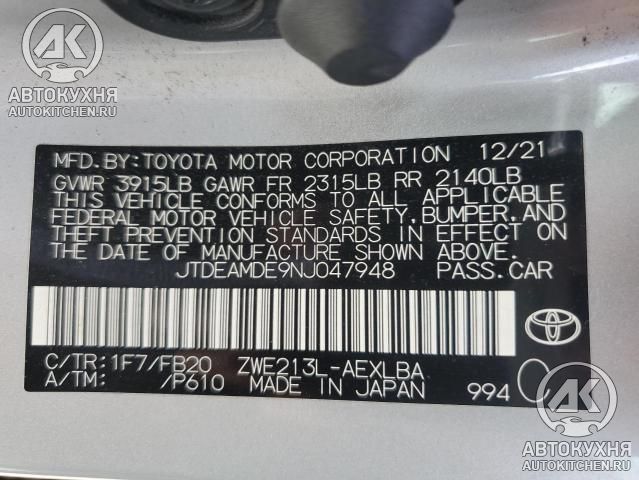 АК
АВТОКУХНЯ
AUTOKITCHEN.RU
MFD.BY:TOYOTA MOTOR CORPORATION 12/21
GVWR 3915LB GAWR FR 2315LB RR 2140LB
THIS VEHICLE CONFORMS TO ALL APPLICABLE
FEDERAL MOTOR VEHICLE SAFETY, BUMPER, AND
THEFT PREVENTION STANDARDS IN EFFECT ON
THE DATE OF MANUFACTURE SHOWN ABOVE.
JTDEAMDE9NJ047948 PASS.CAR
C/TR:1F7/FB20 ZWE213L-AEXLBA
A/TM: /P610 MADE IN JAPAN 994
АК
АВТОКУХНЯ
AUTOKITCHEN.RU